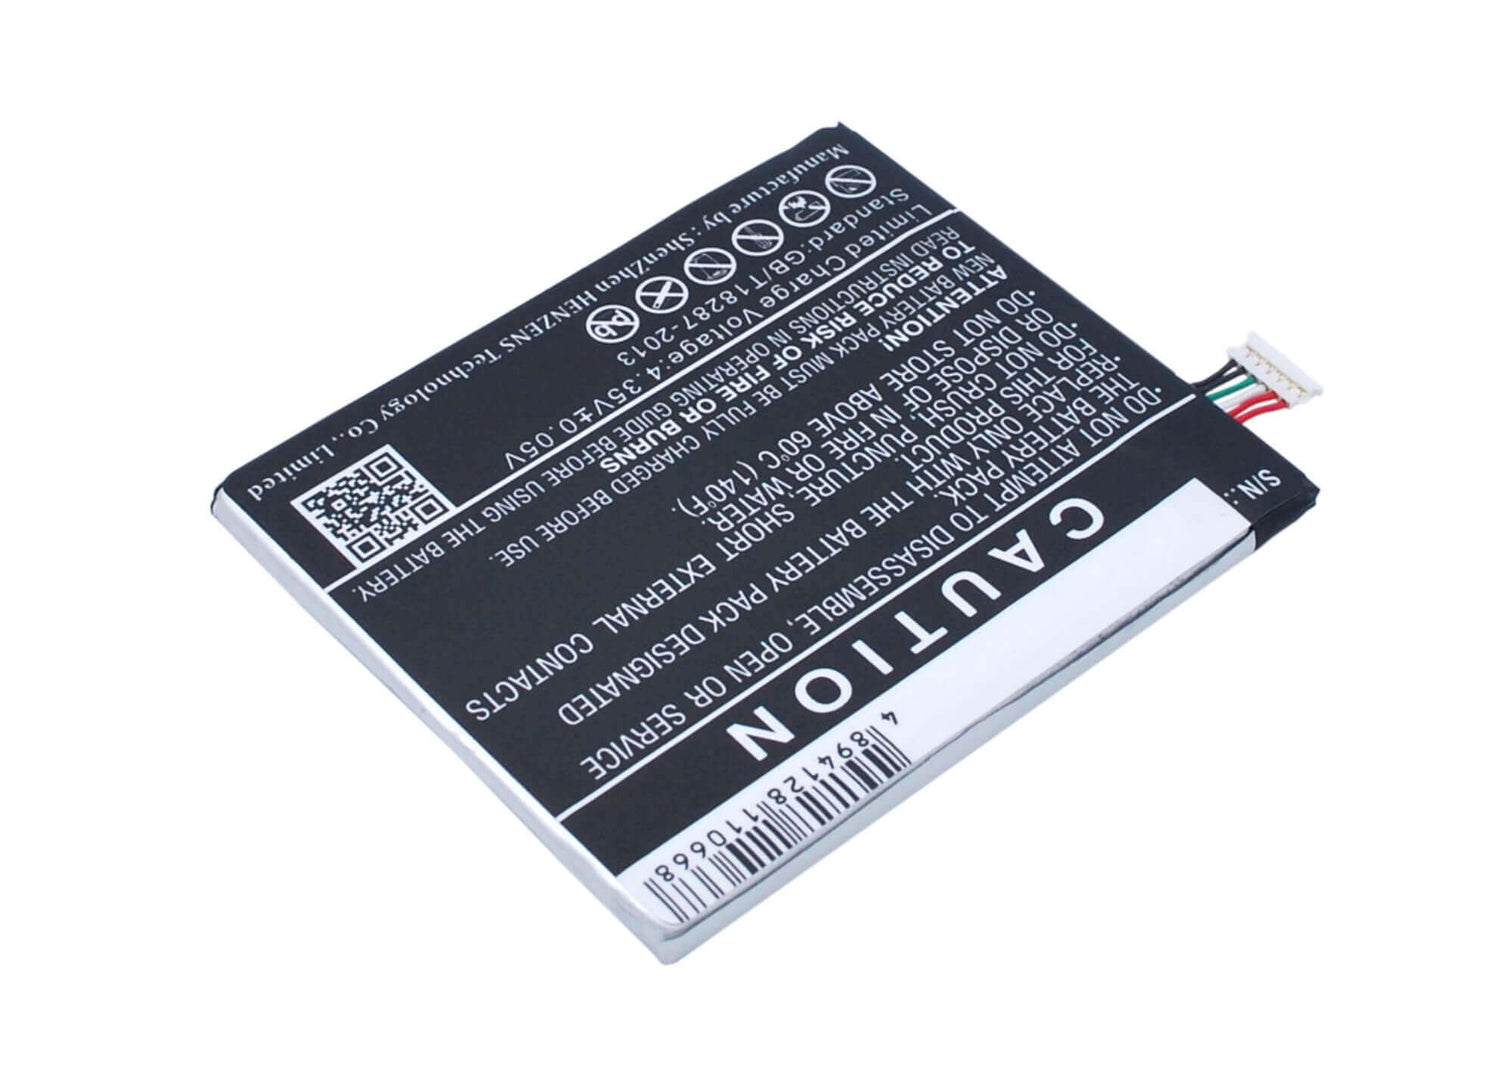 CAUTION
•DO NOT ATTEMPT TO DISASSEMBLE, OPEN OR SERVICE
THE BATTERY PACK.
•REPLACE ONLY WITH THE BATTERY PACK DESIGNATED
FOR THIS PRODUCT.
•DO NOT CRUSH, PUNCTURE, SHORT EXTERNAL CONTACTS
OR DISPOSE OF IN FIRE OR WATER.
•DO NOT STORE ABOVE 60°C (140°F).
ATTENTION!
NEW BATTERY PACK MUST BE FULLY CHARGED BEFORE USE.
TO REDUCE RISK OF FIRE OR BURNS
READ INSTRUCTIONS IN OPERATING GUIDE BEFORE USING THE BATTERY.
Limited Charge Voltage:4.35V±0.05V
Standard:GB/T18287-2013
Pb
Manufacture by : ShenZhen HENZENS Technology Co., Limited
S/N:
4 894128 110668